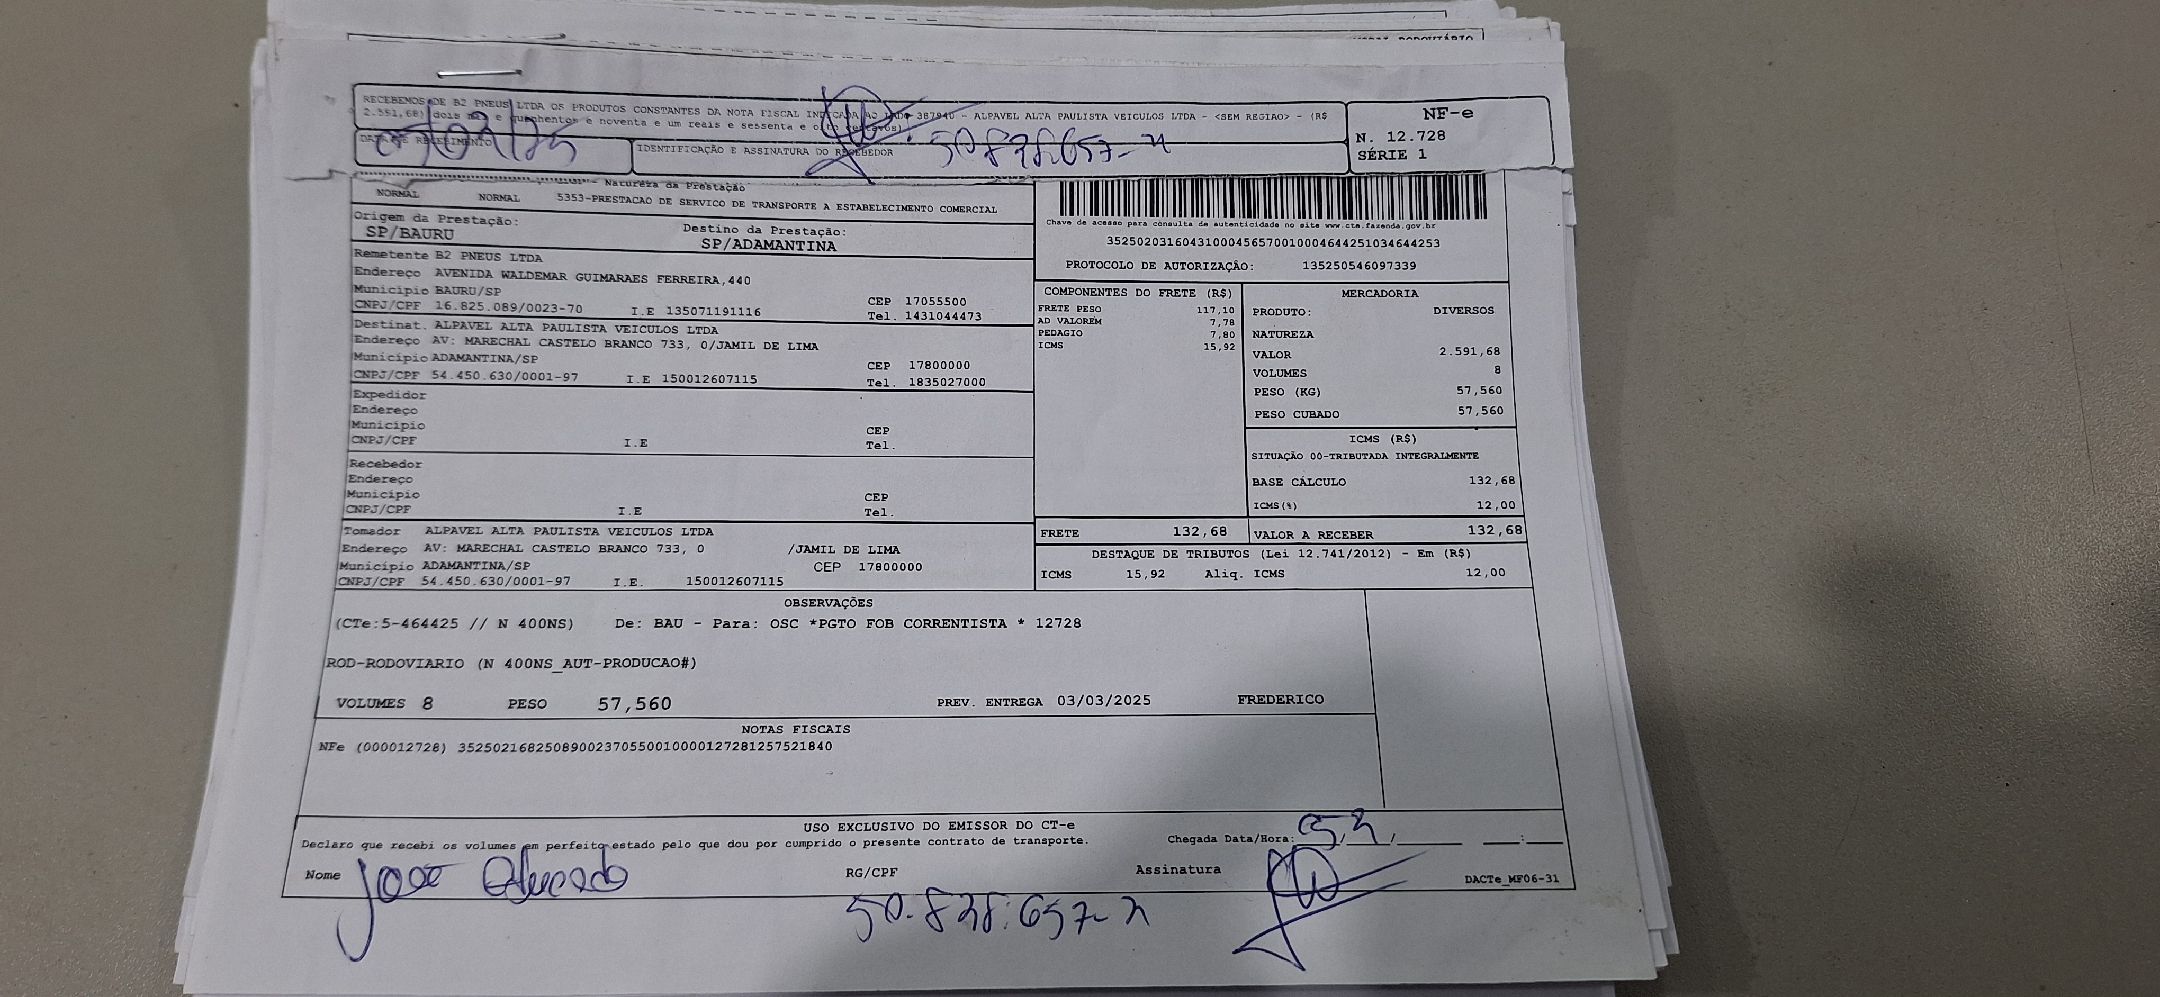 RECEBEMOS DE B2 PNEUS LTDA OS PRODUTOS CONSTANTES DA NOTA FISCAL INDICADA AO LADO 387940 - ALPAVEL ALTA PAULISTA VEICULOS LTDA - <SEM REGIAO> - (R$
2.591,68) dois mil e quinhentos e noventa e um reais e sessenta e oito centavos)
DATA DE RECEBIMENTO
IDENTIFICAÇÃO E ASSINATURA DO RECEBEDOR
NF-e
N. 12.728
SÉRIE 1
Natureza da Prestação
NORMAL NORMAL 5353-PRESTACAO DE SERVICO DE TRANSPORTE A ESTABELECIMENTO COMERCIAL
Origem da Prestação: Destino da Prestação:
SP/BAURU SP/ADAMANTINA
Remetente B2 PNEUS LTDA
Endereço AVENIDA WALDEMAR GUIMARAES FERREIRA,440
Município BAURU/SP CEP 17055500
CNPJ/CPF 16.825.089/0023-70 I.E 135071191116 Tel. 1431044473
Destinat. ALPAVEL ALTA PAULISTA VEICULOS LTDA
Endereço AV: MARECHAL CASTELO BRANCO 733, 0/JAMIL DE LIMA
Município ADAMANTINA/SP CEP 17800000
CNPJ/CPF 54.450.630/0001-97 I.E 150012607115 Tel. 1835027000
Expedidor
Endereço
Município CEP
CNPJ/CPF I.E Tel.
Recebedor
Endereço
Município CEP
CNPJ/CPF I.E Tel.
Tomador ALPAVEL ALTA PAULISTA VEICULOS LTDA
Endereço AV: MARECHAL CASTELO BRANCO 733, 0 /JAMIL DE LIMA
Município ADAMANTINA/SP CEP 17800000
CNPJ/CPF 54.450.630/0001-97 I.E. 150012607115
Chave de acesso para consulta de autenticidade no site www.cte.fazenda.gov.br
35250203160431000456570010004644251034644253
PROTOCOLO DE AUTORIZAÇÃO: 135250546097339
COMPONENTES DO FRETE (R$)
FRETE PESO 117,10
AD VALOREM 7,78
PEDAGIO 7,80
ICMS 15,92
FRETE 132,68
MERCADORIA
PRODUTO: DIVERSOS
NATUREZA
VALOR 2.591,68
VOLUMES 8
PESO (KG) 57,560
PESO CUBADO 57,560
ICMS (R$)
SITUAÇÃO 00-TRIBUTADA INTEGRALMENTE
BASE CÁLCULO 132,68
ICMS(%) 12,00
VALOR A RECEBER 132,68
DESTAQUE DE TRIBUTOS (Lei 12.741/2012) - Em (R$)
ICMS 15,92 Aliq. ICMS 12,00
OBSERVAÇÕES
(CTe:5-464425 // N 400NS) De: BAU - Para: OSC *PGTO FOB CORRENTISTA * 12728
ROD-RODOVIARIO (N 400NS_AUT-PRODUCAO#)
VOLUMES 8 PESO 57,560 PREV. ENTREGA 03/03/2025 FREDERICO
NOTAS FISCAIS
NFe (000012728) 35250216825089002370550010000127281257521840
USO EXCLUSIVO DO EMISSOR DO CT-e
Declaro que recebi os volumes em perfeito estado pelo que dou por cumprido o presente contrato de transporte. Chegada Data/Hora:
Nome José RG/CPF Assinatura
DACTe_MF06-31